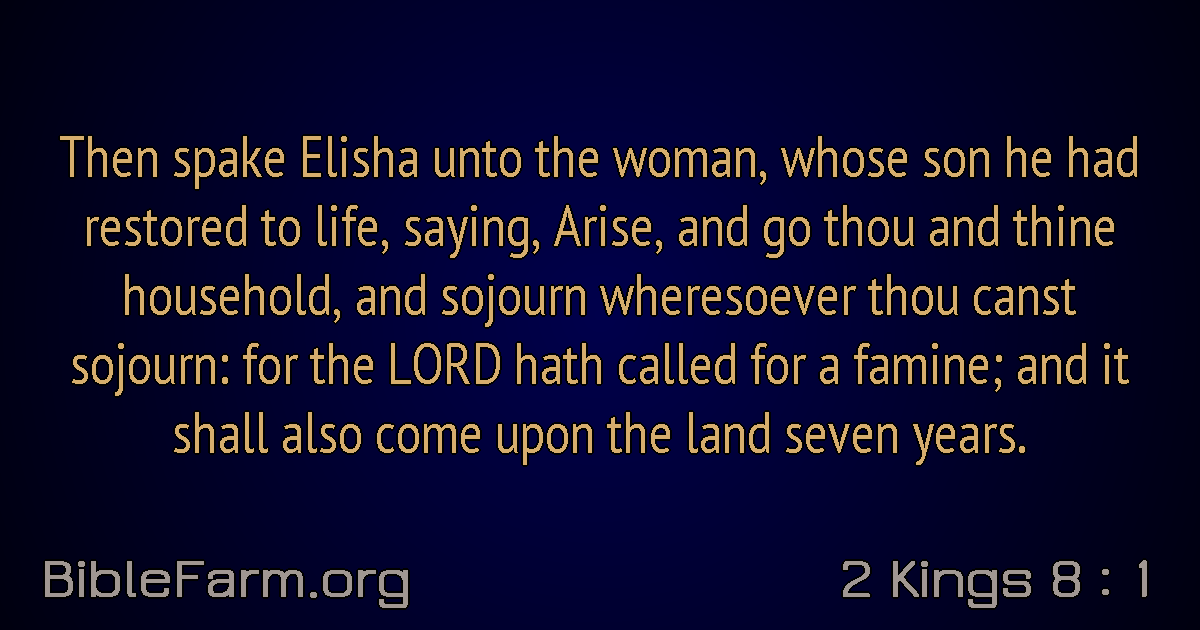 Then spake Elisha unto the woman, whose son he had
restored to life, saying, Arise, and go thou and thine
household, and sojourn wheresoever thou canst
sojourn: for the LORD hath called for a famine; and it
shall also come upon the land seven years.
BibleFarm.org
2 Kings 8 : 1